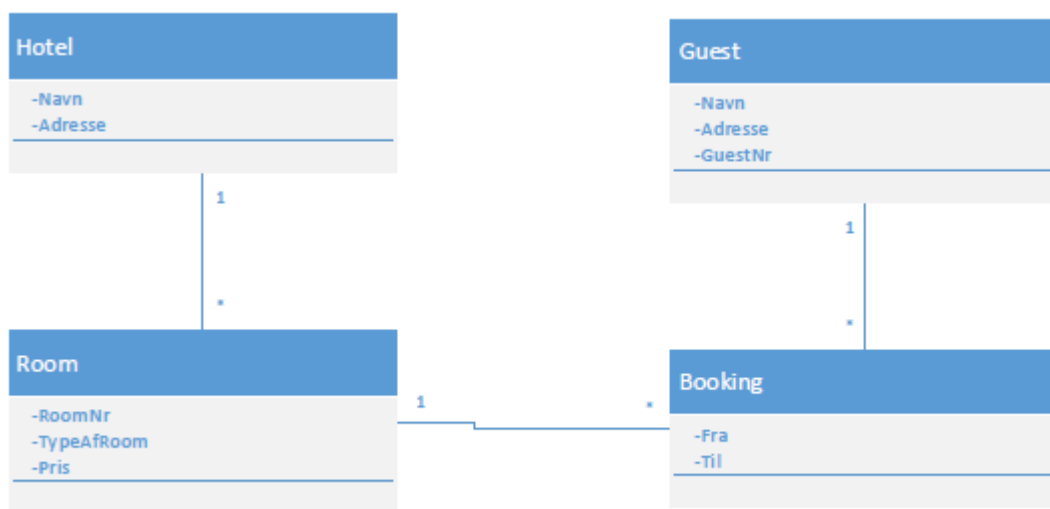 Hotel
-Navn
-Adresse
1
*
Guest
-Navn
-Adresse
-GuestNr
1
*
Room
-RoomNr
-TypeAfRoom
-Pris
1
*
Booking
-Fra
-Til